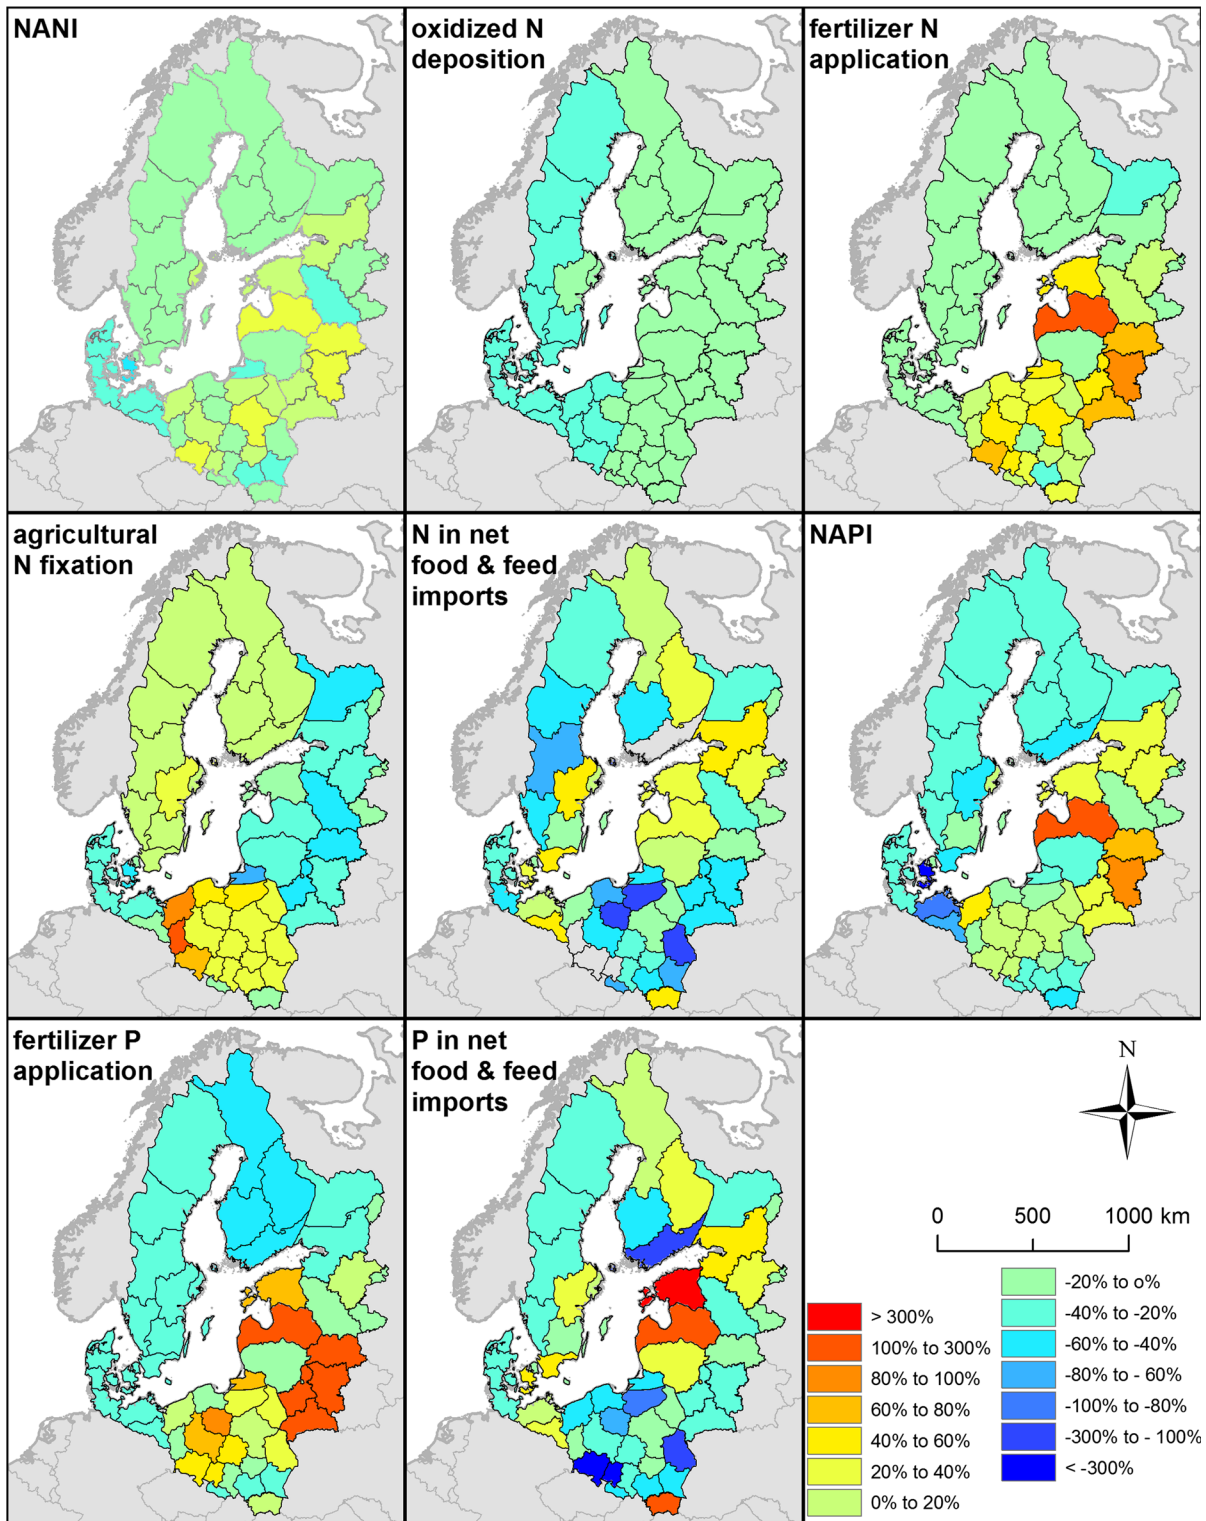 NANI
oxidized N
deposition
fertilizer N
application
agricultural
N fixation
N in net
food & feed
imports
NAPI
fertilizer P
application
P in net
food & feed
imports
N
0 500 1000 km
> 300%
100% to 300%
80% to 100%
60% to 80%
40% to 60%
20% to 40%
0% to 20%
-20% to o%
-40% to -20%
-60% to -40%
-80% to - 60%
-100% to -80%
-300% to - 100%
< -300%